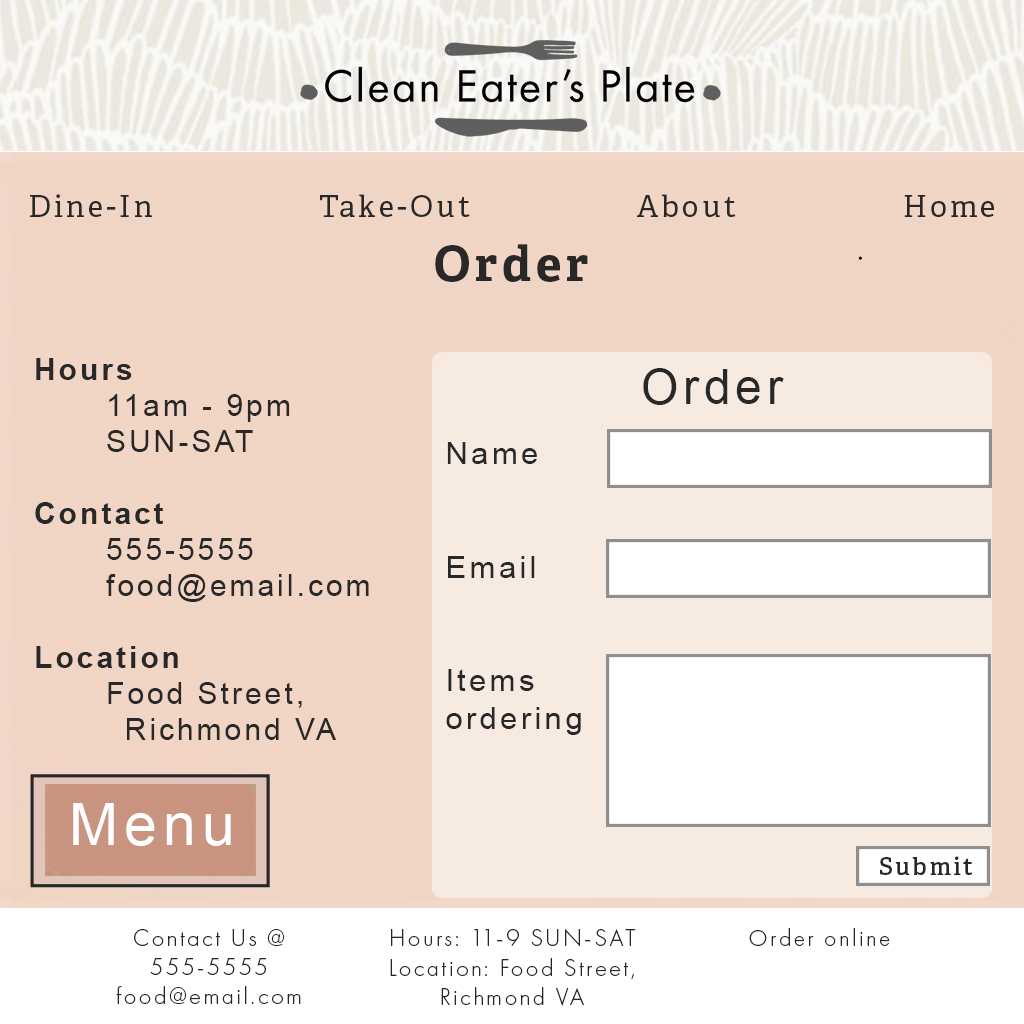 Clean Eater's Plate
Dine-In Take-Out About Home
Order
Hours
11am - 9pm
SUN-SAT
Contact
555-5555
food@email.com
Location
Food Street,
Richmond VA
Menu
Order
Name
Email
Items
ordering
Submit
Contact Us @
555-5555
food@email.com
Hours: 11-9 SUN-SAT
Location: Food Street,
Richmond VA
Order online